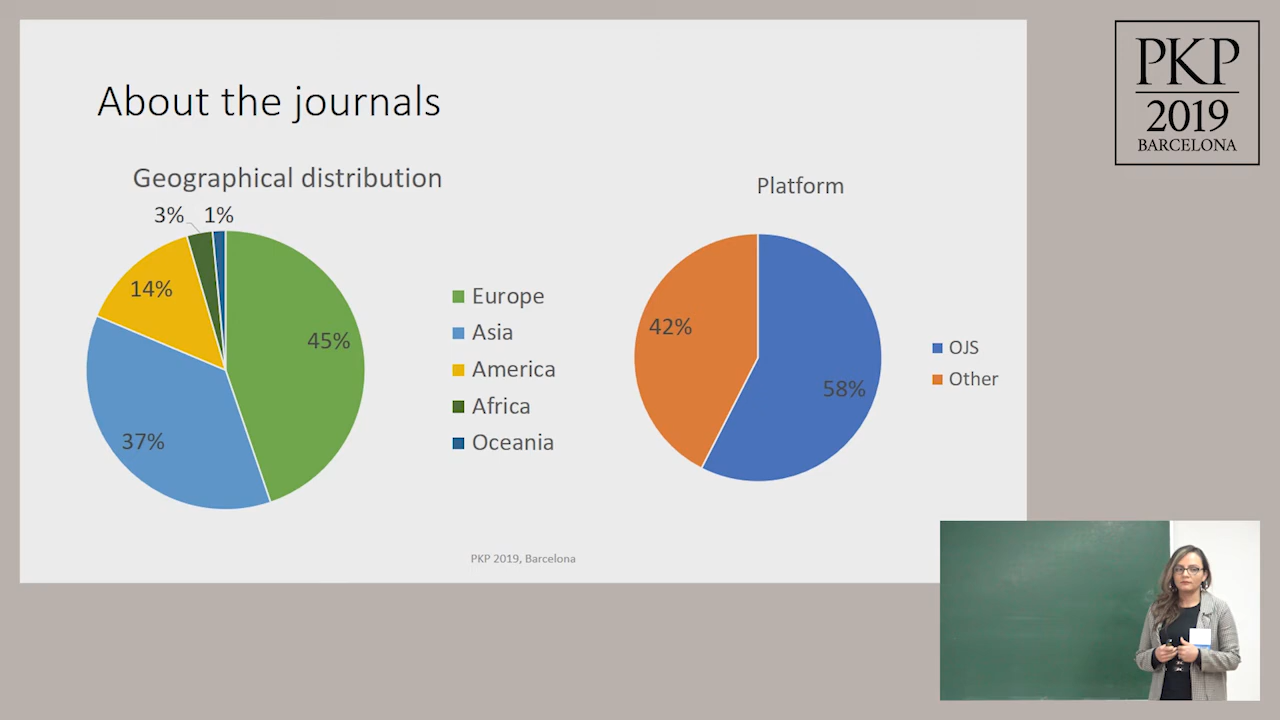 About the journals
Geographical distribution
3%
1%
14%
45%
37%
Europe
Asia
America
Africa
Oceania
Platform
42%
58%
OJS
Other
PKP 2019, Barcelona
PKP
2019
BARCELONA